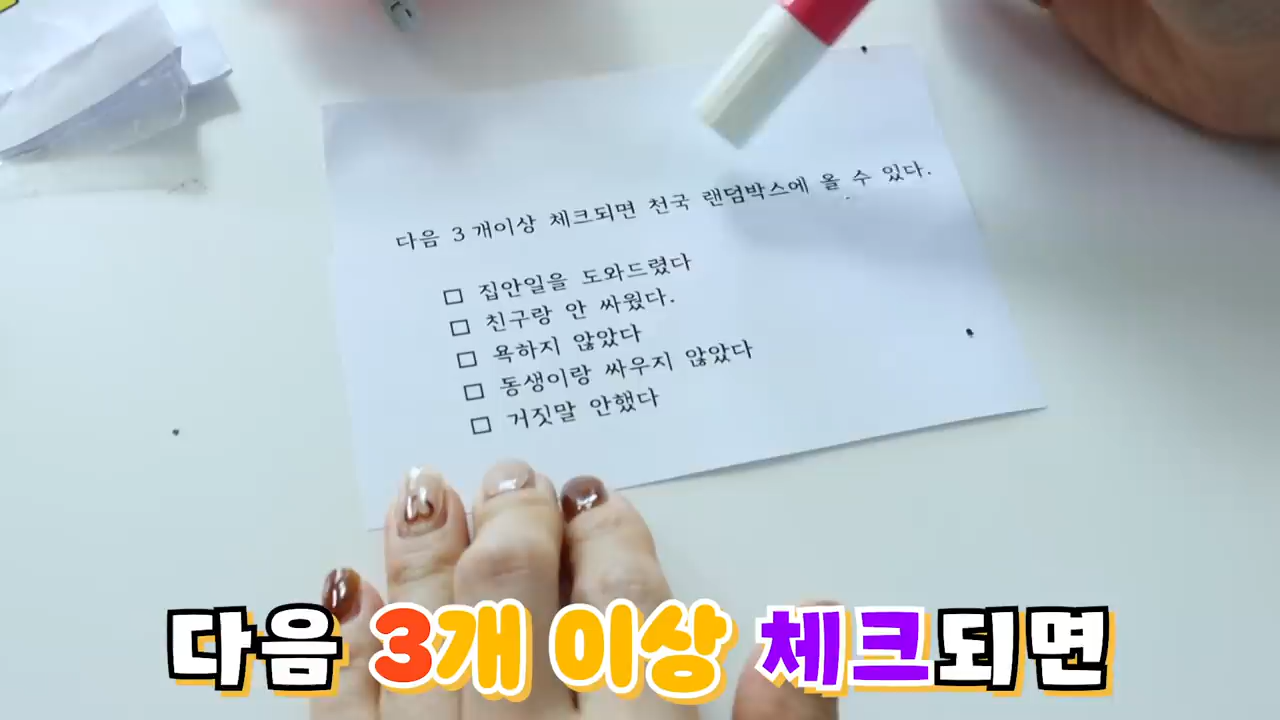 다음 3개이상 체크되면 천국 랜덤박스에 올 수 있다.
□ 집안일을 도와드렸다
□ 친구랑 안 싸웠다.
□ 욕하지 않았다
□ 동생이랑 싸우지 않았다
□ 거짓말 안했다
다음 3개 이상 체크되면